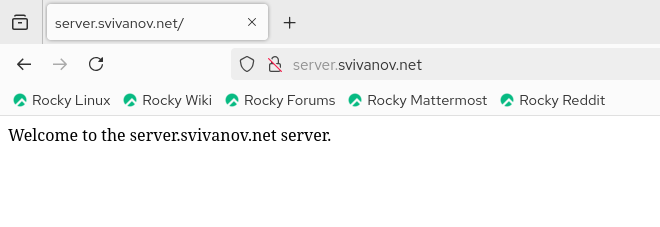 server.svivanov.net/
server.svivanov.net
Rocky Linux Rocky Wiki Rocky Forums Rocky Mattermost Rocky Reddit
Welcome to the server.svivanov.net server.